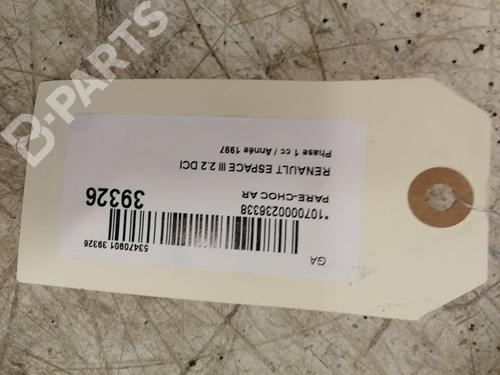 B-PARTS
GA
*1070000236338
PARE-CHOC AR
RENAULT ESPACE III 2.2 DCI
Phase 1 cc / Année 1997
39326
53470901 39326